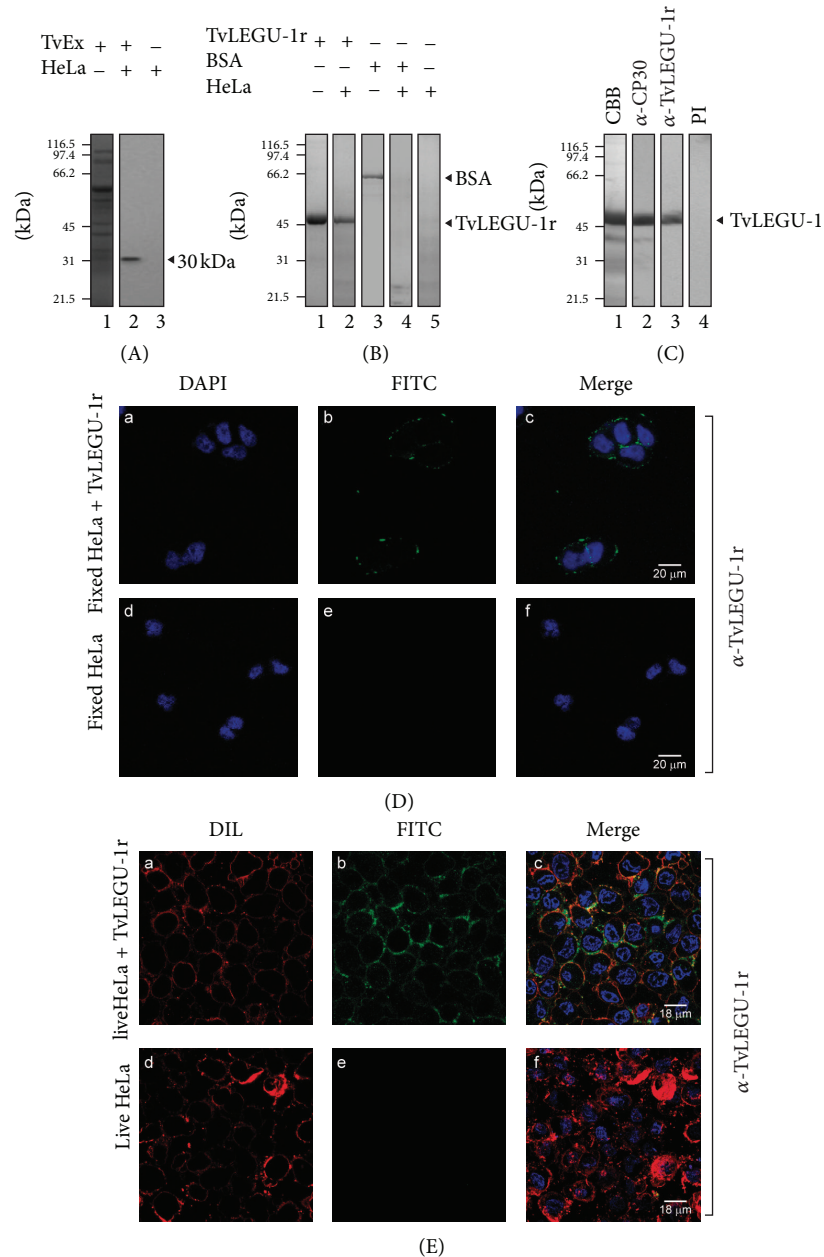 TvEx + + –
HeLa – + +
116.5
97.4
66.2
45
31
21.5
(kDa)
30 kDa
1 2 3
(A)
TvLEGU-1r + + – – –
BSA – – + + –
HeLa – + – + +
116.5
97.4
66.2
45
31
21.5
(kDa)
BSA
TvLEGU-1r
1 2 3 4 5
(B)
CBB
α-CP30
α-TvLEGU-1r
PI
116.5
97.4
66.2
45
31
21.5
(kDa)
TvLEGU-1
1 2 3 4
(C)
DAPI FITC Merge
Fixed HeLa + TvLEGU-1r
a b c
20 μm
Fixed HeLa
d e f
20 μm
α-TvLEGU-1r
(D)
DIL FITC Merge
liveHeLa + TvLEGU-1r
a b c
18 μm
Live HeLa
d e f
18 μm
α-TvLEGU-1r
(E)